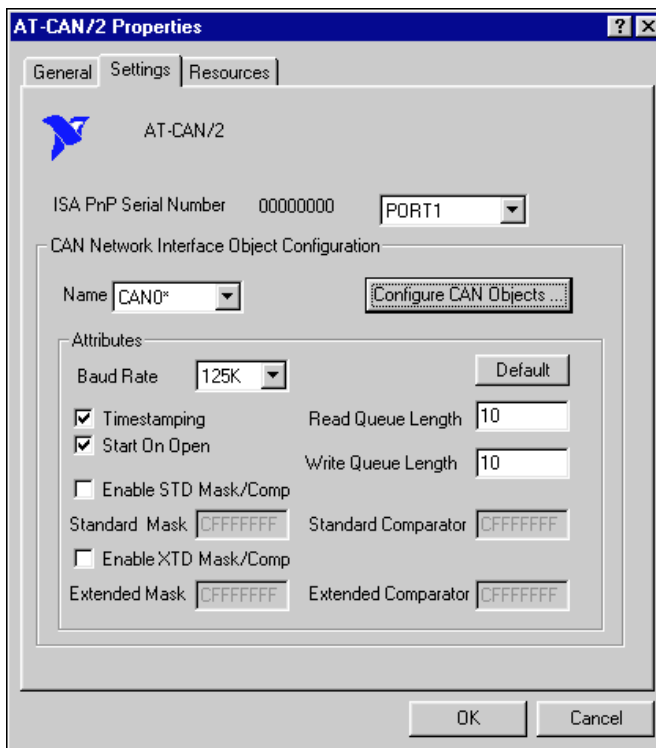 AT-CAN/2 Properties
General Settings Resources
AT-CAN/2
ISA PnP Serial Number 00000000 PORT1
CAN Network Interface Object Configuration
Name CAN0* Configure CAN Objects ...
Attributes
Baud Rate 125K Default
Timestamping Read Queue Length 10
Start On Open
Write Queue Length 10
Enable STD Mask/Comp
Standard Mask CFFFFFFF Standard Comparator CFFFFFFF
Enable XTD Mask/Comp
Extended Mask CFFFFFFF Extended Comparator CFFFFFFF
OK Cancel